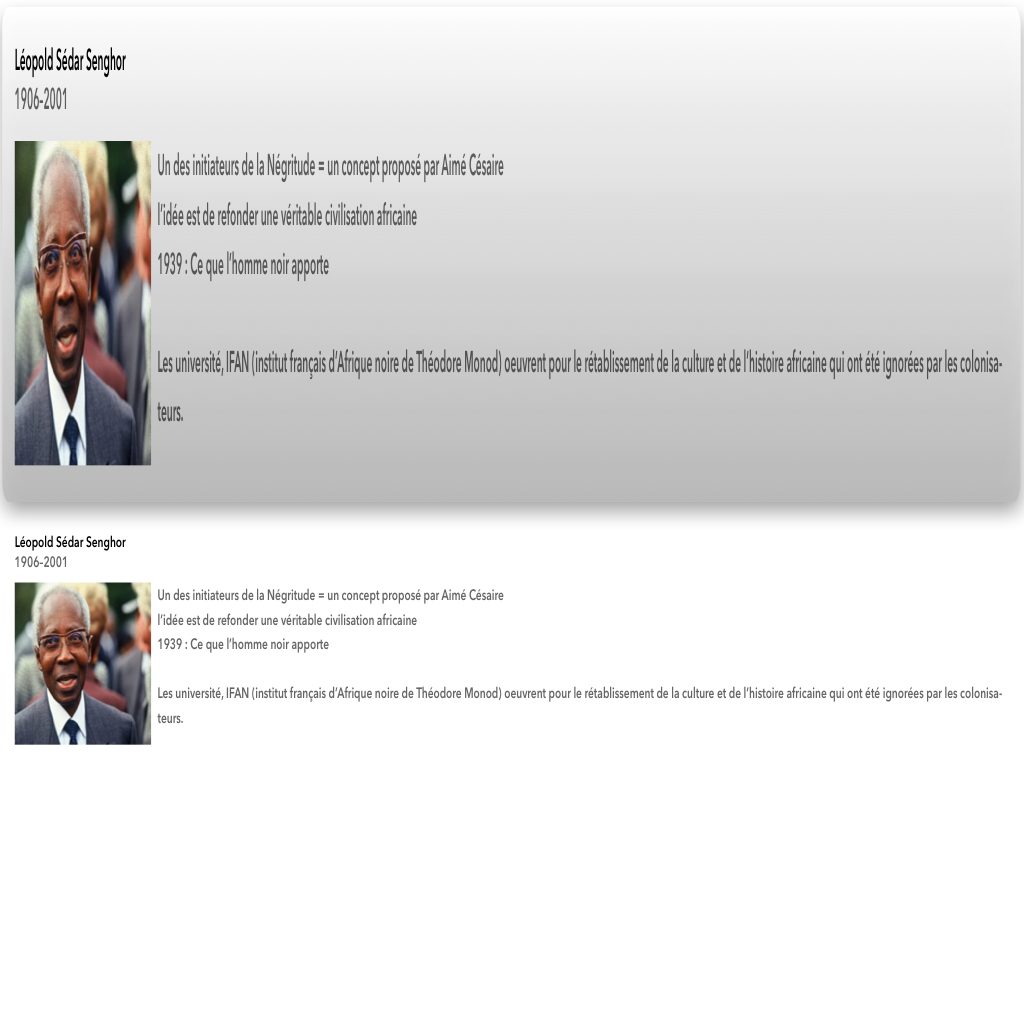 Léopold Sédar Senghor
1906-2001
Un des initiateurs de la Négritude = un concept proposé par Aimé Césaire
l'idée est de refonder une véritable civilisation africaine
1939 : Ce que l'homme noir apporte
Les université, IFAN (institut français d'Afrique noire de Théodore Monod) oeuvrent pour le rétablissement de la culture et de l'histoire africaine qui ont été ignorées par les colonisa-
teurs.
Léopold Sédar Senghor
1906-2001
Un des initiateurs de la Négritude = un concept proposé par Aimé Césaire
l'idée est de refonder une véritable civilisation africaine
1939 : Ce que l'homme noir apporte
Les université, IFAN (institut français d'Afrique noire de Théodore Monod) oeuvrent pour le rétablissement de la culture et de l'histoire africaine qui ont été ignorées par les colonisa-
teurs.